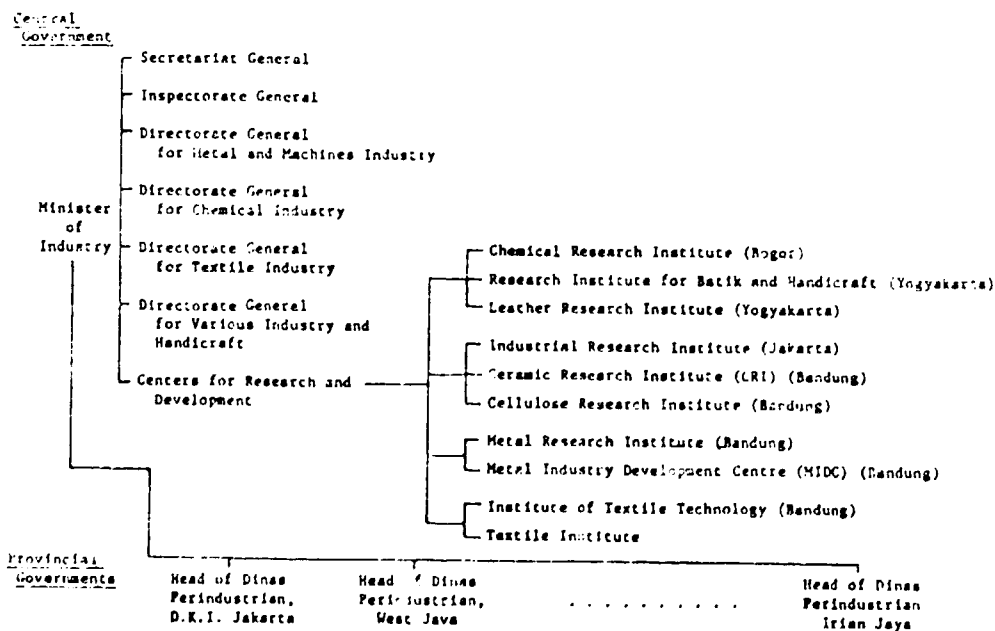 Central
Government
Secretariat General
Inspectorate General
Directorate General
for Metal and Machines Industry
Directorate General
for Chemical Industry
Minister
of
Industry
Directorate General
for Textile Industry
Directorate General
for Various Industry and
Handicraft
Centers for Research and
Development
Chemical Research Institute (Bogor)
Research Institute for Batik and Handicraft (Yogyakarta)
Leather Research Institute (Yogyakarta)
Industrial Research Institute (Jakarta)
Ceramic Research Institute (CRI) (Bandung)
Cellulose Research Institute (Bandung)
Metal Research Institute (Bandung)
Metal Industry Development Centre (MIDC) (Bandung)
Institute of Textile Technology (Bandung)
Textile Institute
Provincial
Governments
Head of Dinas
Perindustrian,
D.K.I. Jakarta
Head of Dinas
Perindustrian,
West Java
. . . . . . . . . .
Head of Dinas
Perindustrian
Irian Jaya